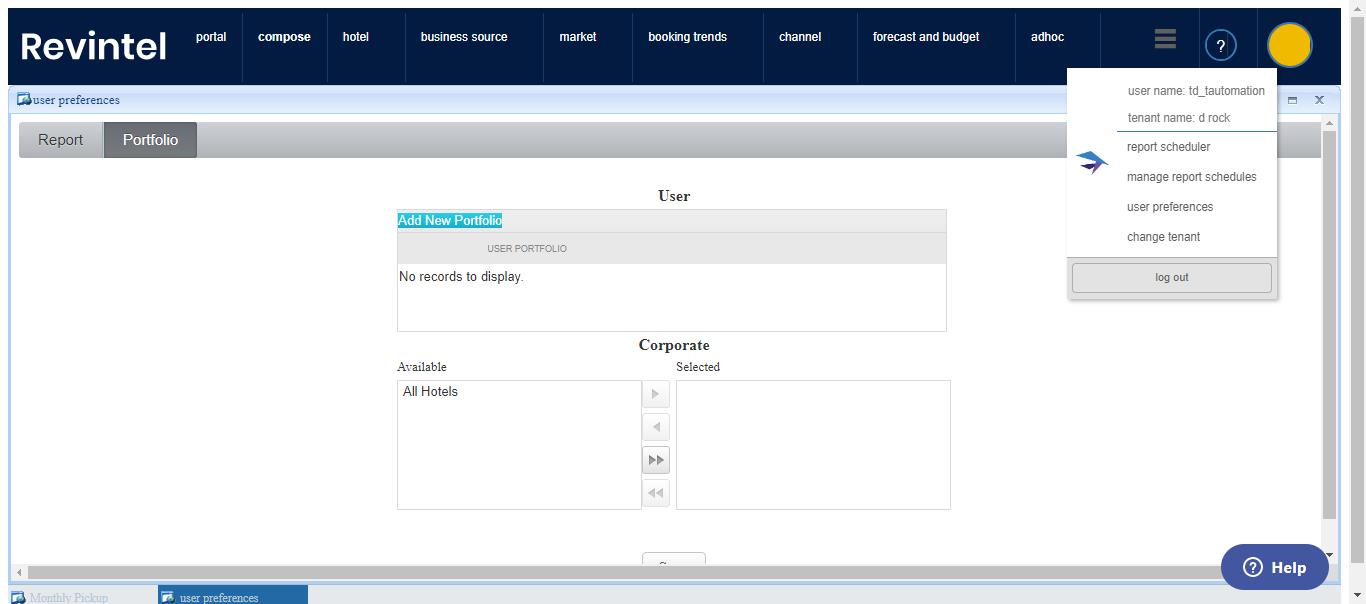 Revintel
portal compose hotel business source market booking trends channel forecast and budget adhoc
?
user preferences
user name: td_tautomation
tenant name: d rock
report scheduler
manage report schedules
user preferences
change tenant
log out
Report Portfolio
User
Add New Portfolio
USER PORTFOLIO
No records to display.
Corporate
Available Selected
All Hotels
? Help
Monthly Pickup user preferences